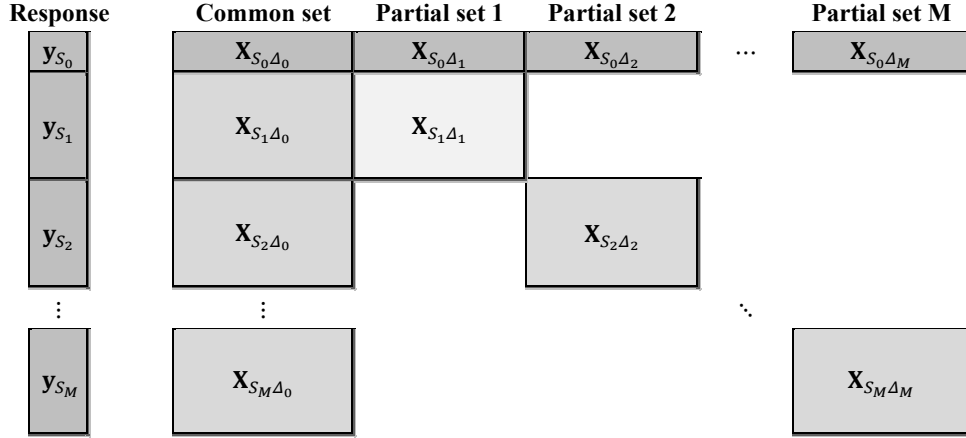 Response Common set Partial set 1 Partial set 2 Partial set M
𝐲_{S_0} 𝐗_{S_0Δ_0} 𝐗_{S_0Δ_1} 𝐗_{S_0Δ_2} ⋯ 𝐗_{S_0Δ_M}
𝐲_{S_1} 𝐗_{S_1Δ_0} 𝐗_{S_1Δ_1}
𝐲_{S_2} 𝐗_{S_2Δ_0} 𝐗_{S_2Δ_2}
⋮ ⋮ ⋱
𝐲_{S_M} 𝐗_{S_MΔ_0} 𝐗_{S_MΔ_M}